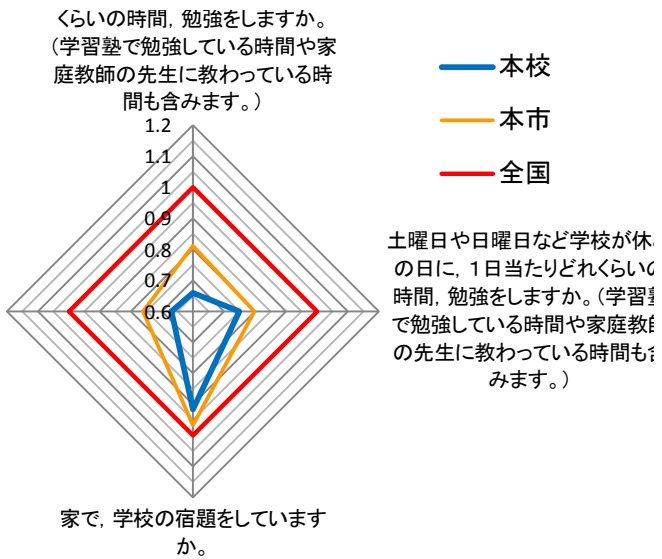 くらいの時間，勉強をしますか。
（学習塾で勉強している時間や家
庭教師の先生に教わっている時
間も含みます。）
1.2
1.1
1
0.9
0.8
0.7
0.6
本校
本市
全国
土曜日や日曜日など学校が休み
の日に，１日当たりどれくらいの
時間，勉強をしますか。（学習塾
で勉強している時間や家庭教師
の先生に教わっている時間も含
みます。）
家で，学校の宿題をしています
か。